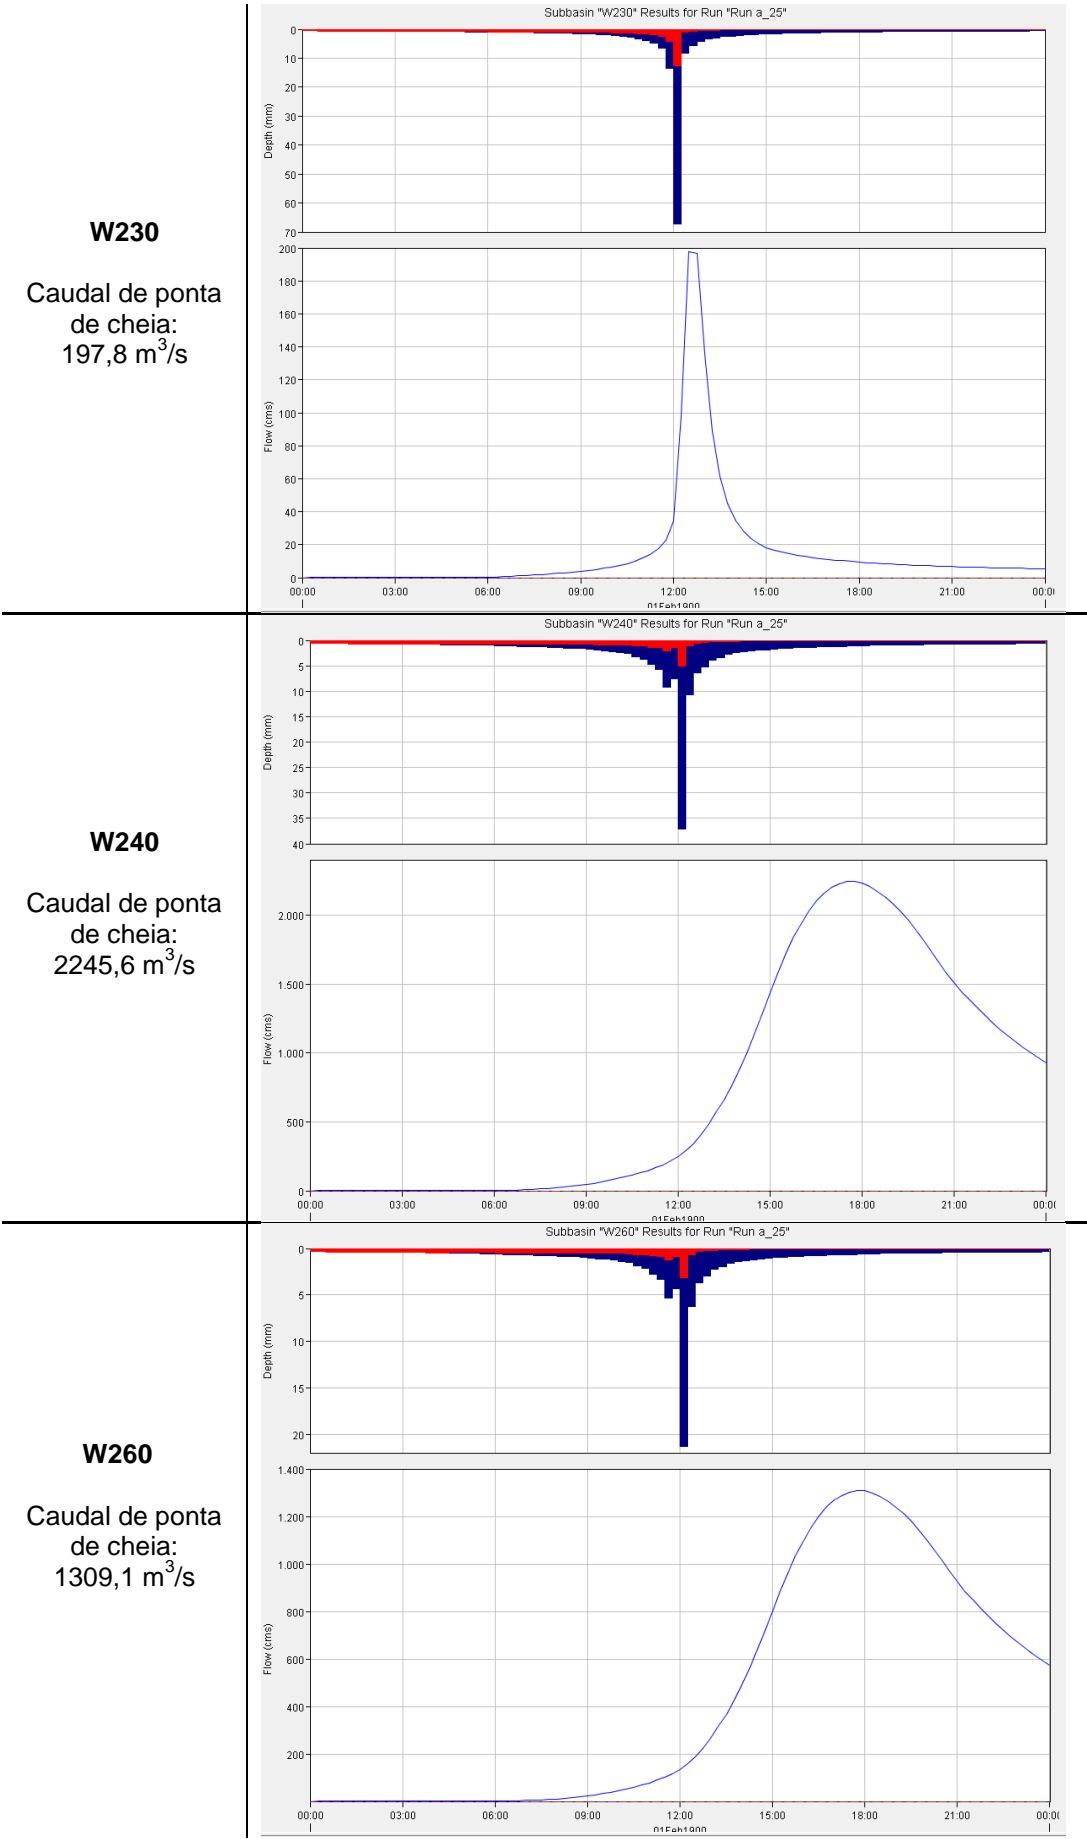 W230
Caudal de ponta
de cheia:
197,8 m³/s
Subbasin "W230" Results for Run "Run a_25"
0
10
20
30
40
50
60
70
Depth (mm)
200
180
160
140
120
100
80
60
40
20
0
Flow (cms)
00:00 03:00 06:00 09:00 12:00 15:00 18:00 21:00 00:0
01Feb1900
W240
Caudal de ponta
de cheia:
2245,6 m³/s
Subbasin "W240" Results for Run "Run a_25"
0
5
10
15
20
25
30
35
40
Depth (mm)
2.000
1.500
1.000
500
0
Flow (cms)
00:00 03:00 06:00 09:00 12:00 15:00 18:00 21:00 00:0
01Feb1900
W260
Caudal de ponta
de cheia:
1309,1 m³/s
Subbasin "W260" Results for Run "Run a_25"
0
5
10
15
20
Depth (mm)
1.400
1.200
1.000
800
600
400
200
Flow (cms)
00:00 03:00 06:00 09:00 12:00 15:00 18:00 21:00 00:0
01Feb1900